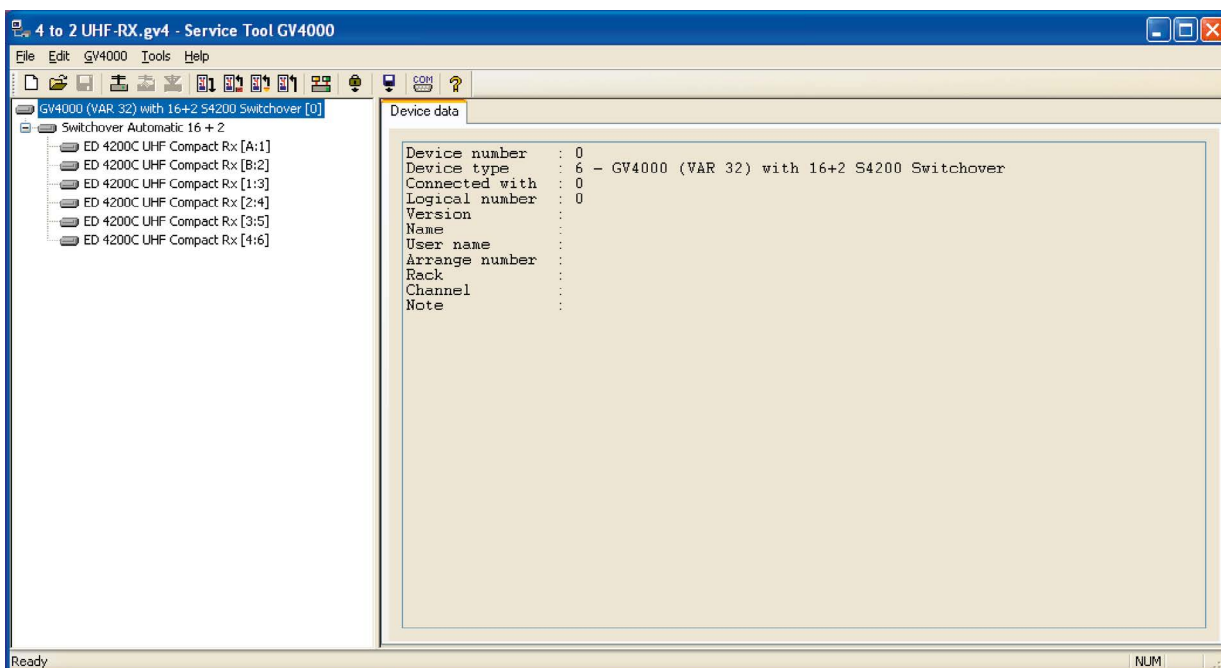 4 to 2 UHF-RX.gv4 - Service Tool GV4000
File Edit GV4000 Tools Help
COM
GV4000 (VAR 32) with 16+2 S4200 Switchover [0]
Switchover Automatic 16 + 2
ED 4200C UHF Compact Rx [A:1]
ED 4200C UHF Compact Rx [B:2]
ED 4200C UHF Compact Rx [1:3]
ED 4200C UHF Compact Rx [2:4]
ED 4200C UHF Compact Rx [3:5]
ED 4200C UHF Compact Rx [4:6]
Device data
Device number : 0
Device type : 6 - GV4000 (VAR 32) with 16+2 S4200 Switchover
Connected with : 0
Logical number : 0
Version :
Name :
User name :
Arrange number :
Rack :
Channel :
Note :
Ready
NUM